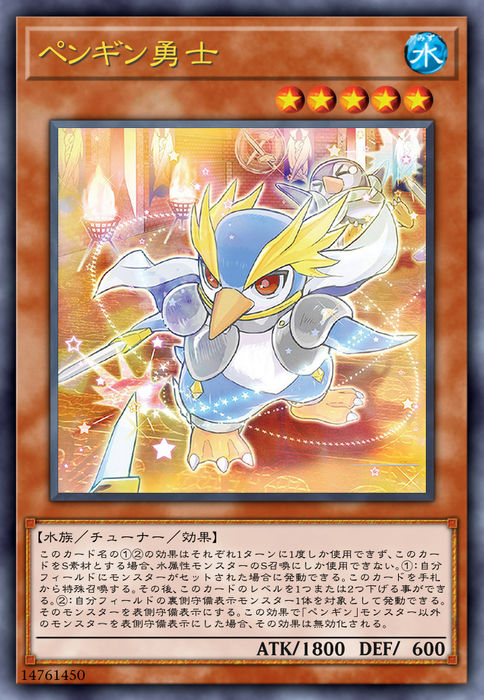 ペンギン勇士
みず
水
【水族／チューナー／効果】
このカード名の①②の効果はそれぞれ1ターンに1度しか使用できず、このカー
ドをS素材とする場合、水属性モンスターのS召喚にしか使用できない。①：自分
フィールドにモンスターがセットされた場合に発動できる。このカードを手札
から特殊召喚する。その後、このカードのレベルを1つまたは2つ下げる事ができ
る。②：自分フィールドの裏側守備表示モンスター1体を対象として発動できる。
そのモンスターを表側守備表示にする。この効果で「ペンギン」モンスター以外
のモンスターを表側守備表示にした場合、その効果は無効化される。
ATK/1800 DEF/ 600
14761450